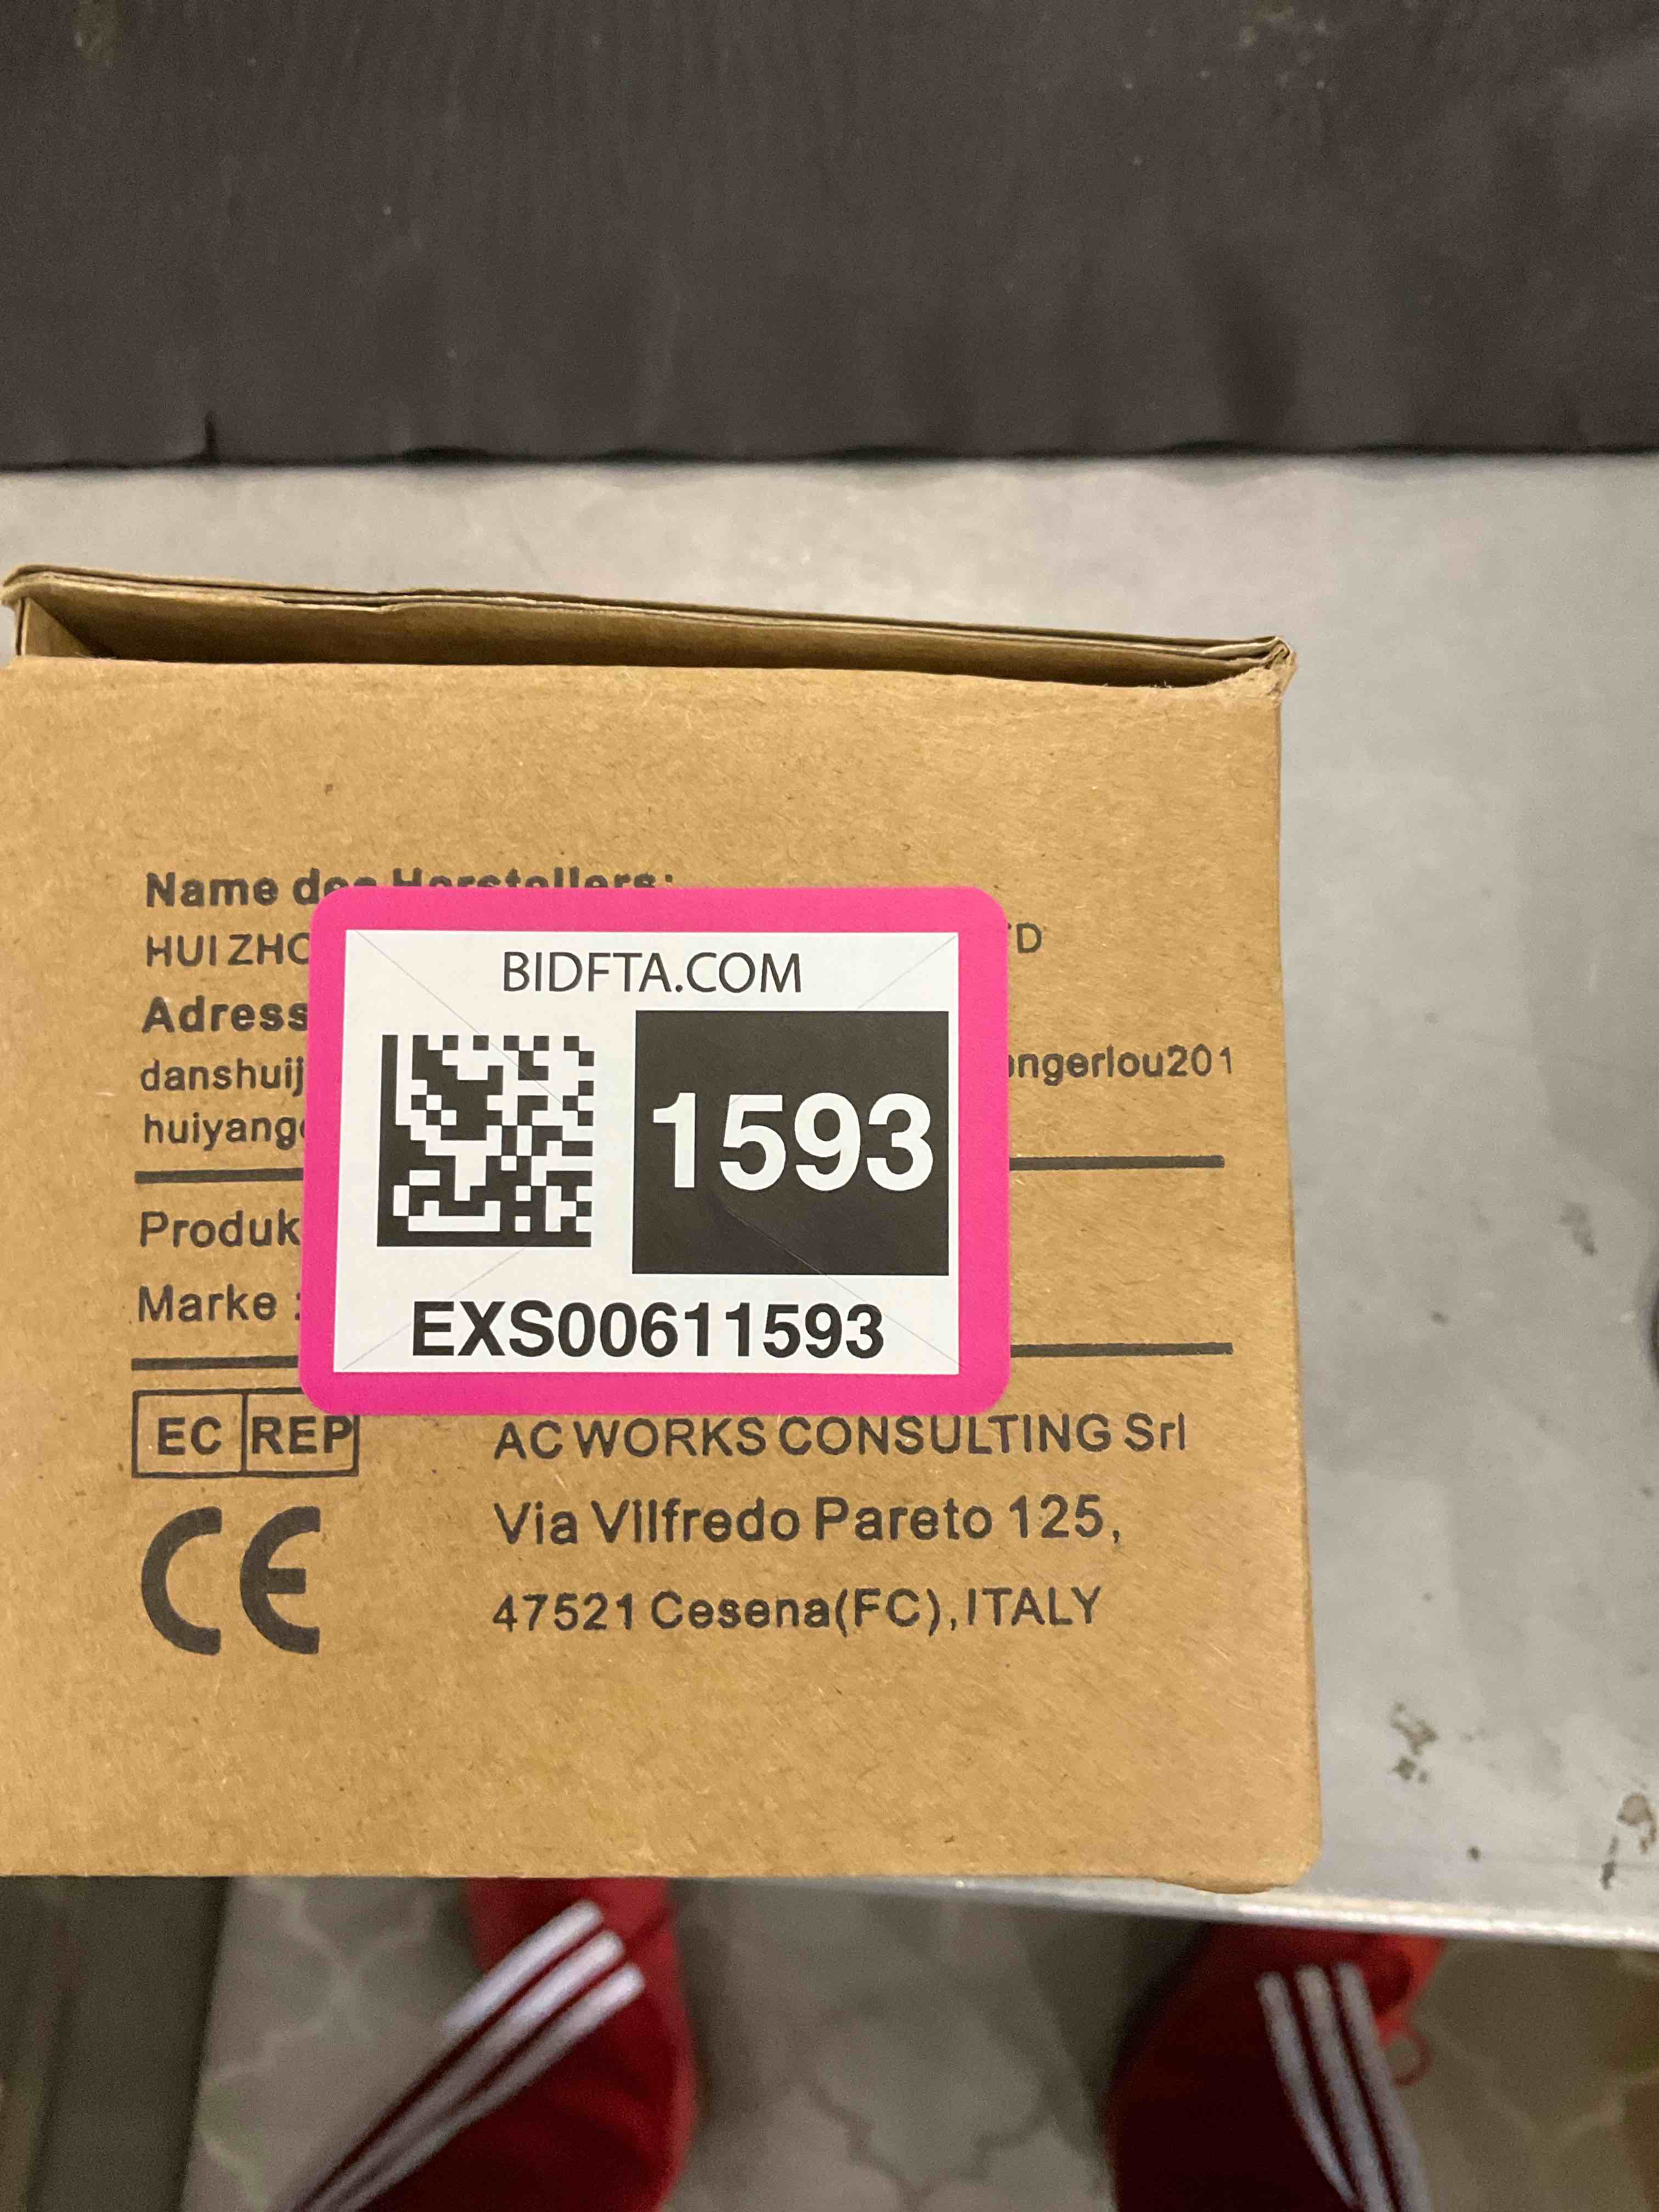 Name des Herstellers:
HUI ZHO
Adress
danshuij ngerlou201
huiyang
Produk
Marke :
BIDFTA.COM
1593
EXS00611593
EC REP
AC WORKS CONSULTING Srl
Via Vilfredo Pareto 125,
47521 Cesena(FC), ITALY
CE